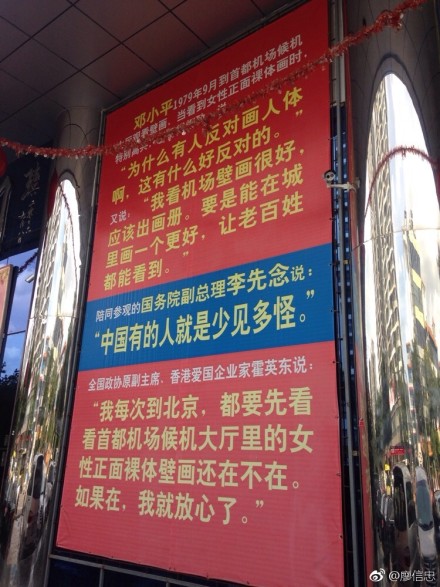 邓小平1979年9月到首都机场候机
壁画。当看到女性正面裸体画时,
特别高兴
“为什么有人反对画人体
啊,这有什么好反对的。”
又说:“我看机场壁画很好,
应该出画册。要是能在城
里画一个更好,让老百姓
都能看到。”
陪同参观的国务院副总理李先念说:
“中国有的人就是少见多怪。”
全国政协原副主席、香港爱国企业家霍英东说:
“我每次到北京,都要先看
看首都机场候机大厅里的女
性正面裸体壁画还在不在。
如果在,我就放心了。”
@廖信忠